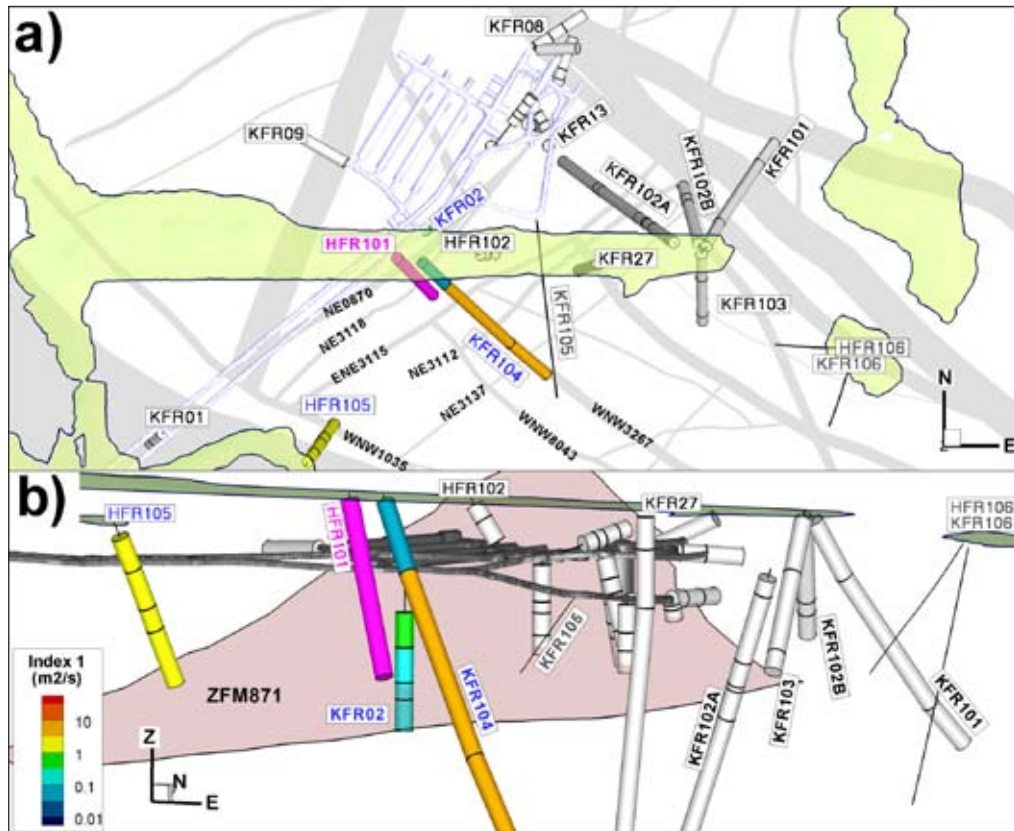 a)
KFR08
KFR09
KFR13
KFR101
KFR102B
KFR102A
KFR02
HFR101
HFR102
KFR27
KFR103
KFR105
NE0870
NE3118
ENE3115
NE3112
KFR104
NE3137
HFR106
KFR106
KFR01
HFR105
WNW1035
WNW8043
WNW3267
N
E
b)
HFR105
HFR101
HFR102
KFR27
HFR106
KFR106
KFR105
KFR02
KFR104
ZFM871
KFR102A
KFR103
KFR102B
KFR101
Index 1
(m2/s)
10
1
0.1
0.01
Z
N
E